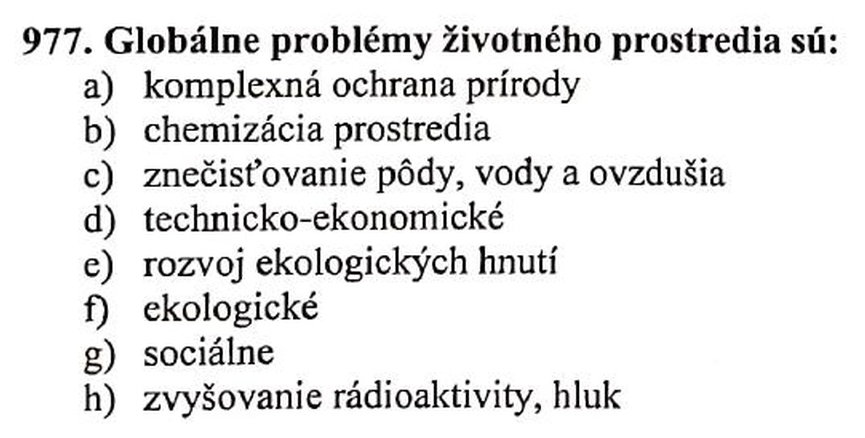 977. Globálne problémy životného prostredia sú:
a) komplexná ochrana prírody
b) chemizácia prostredia
c) znečisťovanie pôdy, vody a ovzdušia
d) technicko-ekonomické
e) rozvoj ekologických hnutí
f) ekologické
g) sociálne
h) zvyšovanie rádioaktivity, hluk